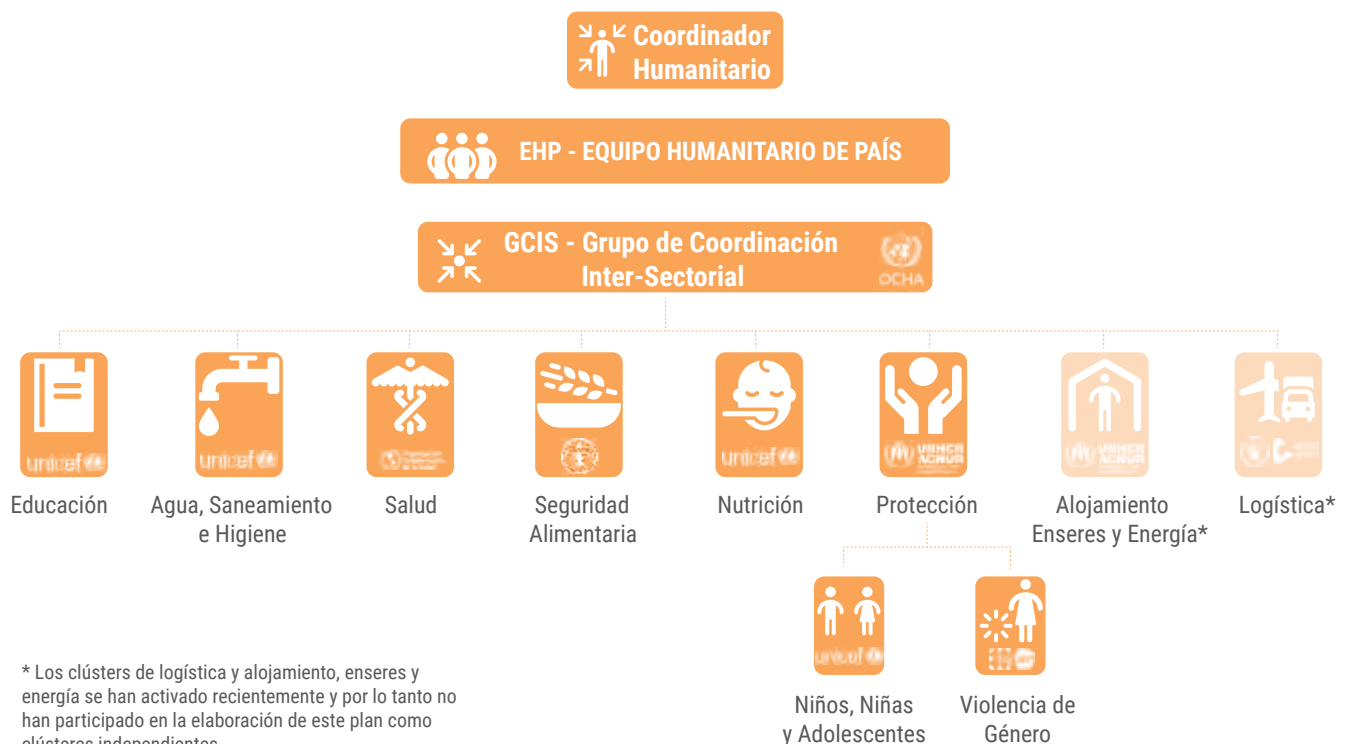 Coordinador
Humanitario
EHP - EQUIPO HUMANITARIO DE PAÍS
GCIS - Grupo de Coordinación
Inter-Sectorial
OCHA
unicef
unicef
unicef
UNHCR
ACNUR
UNHCR
ACNUR
Educación
Agua, Saneamiento
e Higiene
Salud
Seguridad
Alimentaria
Nutrición
Protección
Alojamiento
Enseres y Energía*
Logística*
unicef
Niños, Niñas
y Adolescentes
Violencia de
Género
* Los clústers de logística y alojamiento, enseres y
energía se han activado recientemente y por lo tanto no
han participado en la elaboración de este plan como